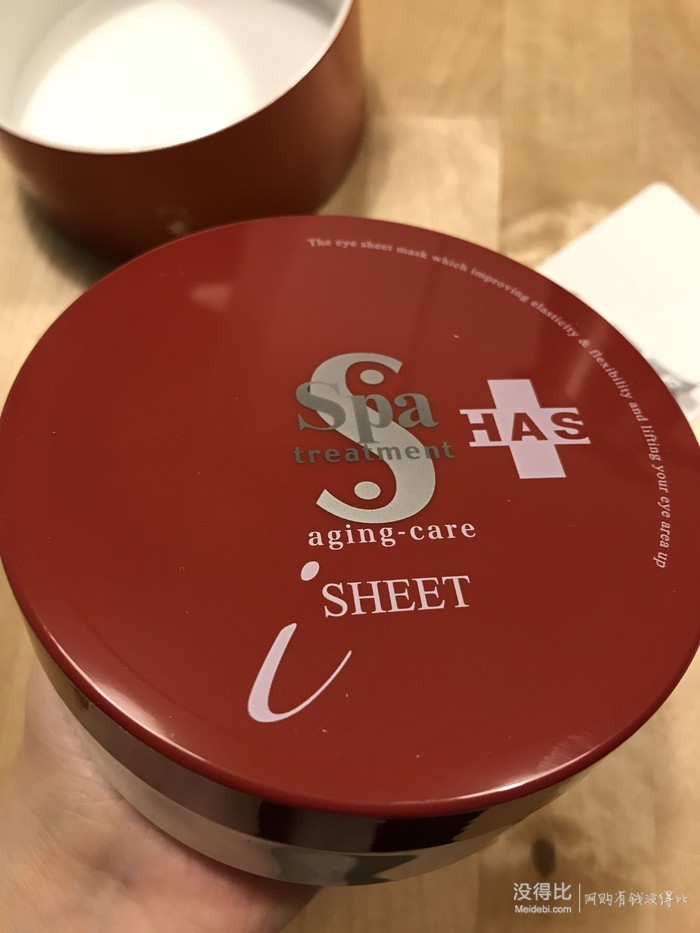 The eye sheet mask which improving elasticity & flexibility and lifting your eye area up
S
Spa
treatment
HAS
aging-care
i SHEET
没得比
Meidebi.com
网购有钱没得比